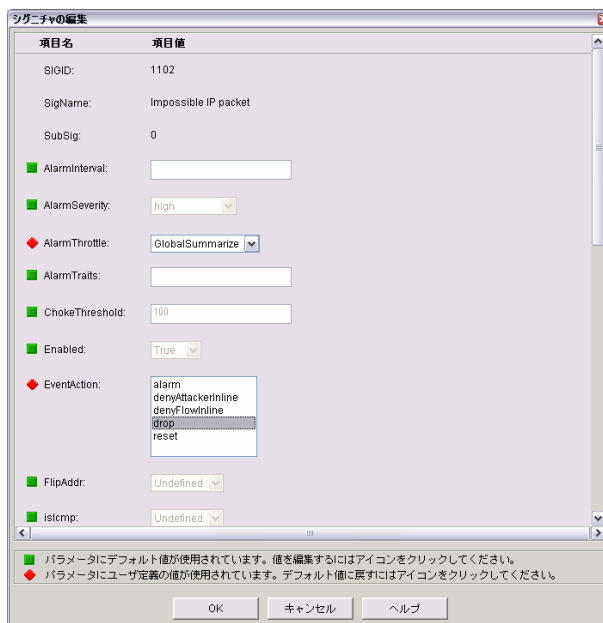 シグニチャの編集
項目名 項目値
SIGID: 1102
SigName: Impossible IP packet
SubSig: 0
AlarmInterval:
AlarmSeverity: high
AlarmThrottle: GlobalSummarize
AlarmTraits:
ChokeThreshold: 100
Enabled: True
EventAction: alarm
denyAttackerInline
denyFlowInline
drop
reset
FlipAddr: Undefined
isIcmp: Undefined
パラメータにデフォルト値が使用されています。値を編集するにはアイコンをクリックしてください。
パラメータにユーザ定義の値が使用されています。デフォルト値に戻すにはアイコンをクリックしてください。
OK キャンセル ヘルプ